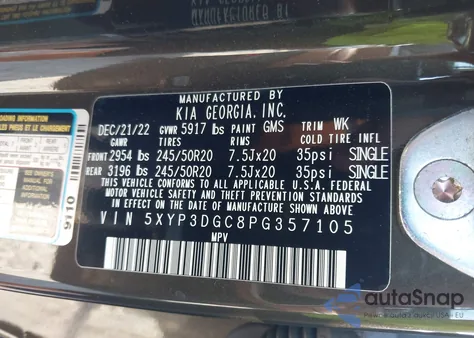 MANUFACTURED BY
KIA GEORGIA, INC.
DEC/21/22 GVWR 5917 lbs PAINT GMS TRIM WK
GAWR TIRES RIMS COLD TIRE INFL
FRONT 2954 lbs 245/50R20 7.5Jx20 35psi SINGLE
REAR 3196 lbs 245/50R20 7.5Jx20 35psi SINGLE
THIS VEHICLE CONFORMS TO ALL APPLICABLE U.S.A. FEDERAL
MOTOR VEHICLE SAFETY AND THEFT PREVENTION STANDARDS
IN EFFECT ON THE DATE OF MANUFACTURE SHOWN ABOVE.
VIN 5XYP3DGC8PG357105
MPV
LOADING INFORMATION
9110
autoSnap